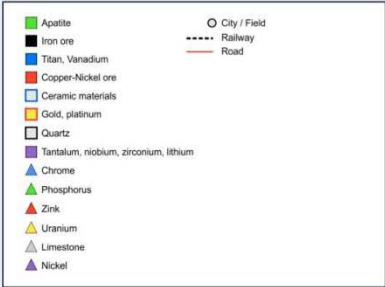 Apatite
Iron ore
Titan, Vanadium
Copper-Nickel ore
Ceramic materials
Gold, platinum
Quartz
Tantalum, niobium, zirconium, lithium
Chrome
Phosphorus
Zink
Uranium
Limestone
Nickel
City / Field
Railway
Road